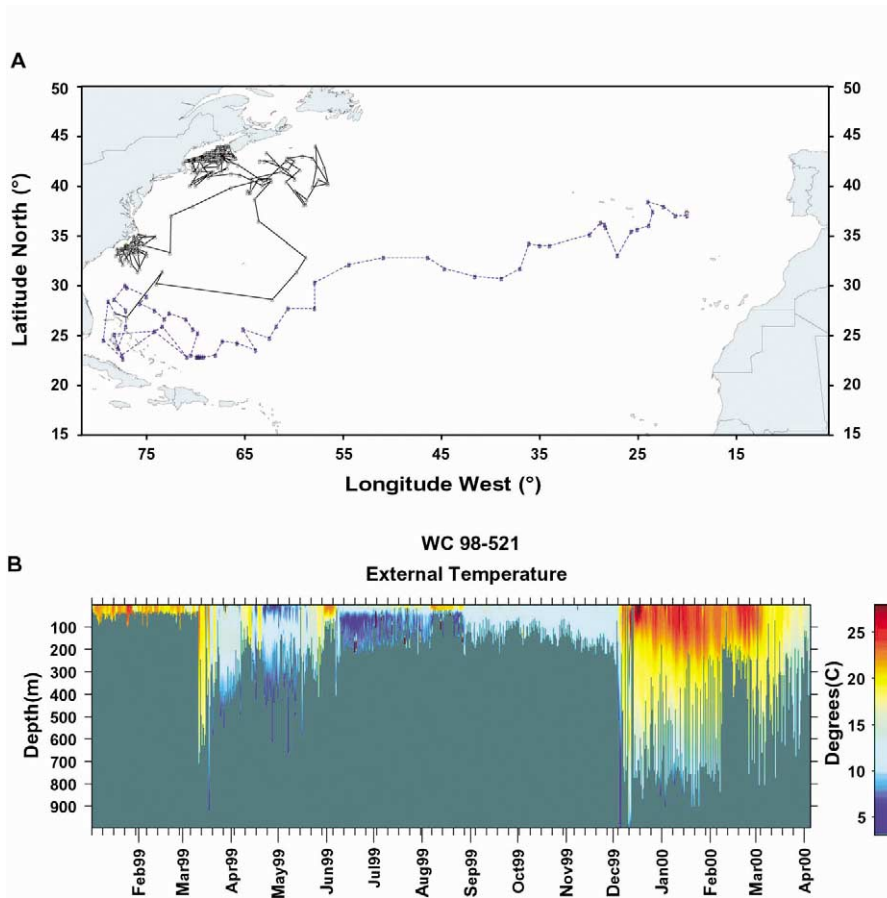 A
50
50
45
45
40
40
35
35
30
30
25
25
20
20
15
15
Latitude North (°)
75
65
55
45
35
25
15
Longitude West (°)
WC 98-521
B
External Temperature
Depth(m)
100
200
300
400
500
600
700
800
900
Feb99
Mar99
Apr99
May99
Jun99
Jul99
Aug99
Sep99
Oct99
Nov99
Dec99
Jan00
Feb00
Mar00
Apr00
Degrees(C)
25
20
15
10
5